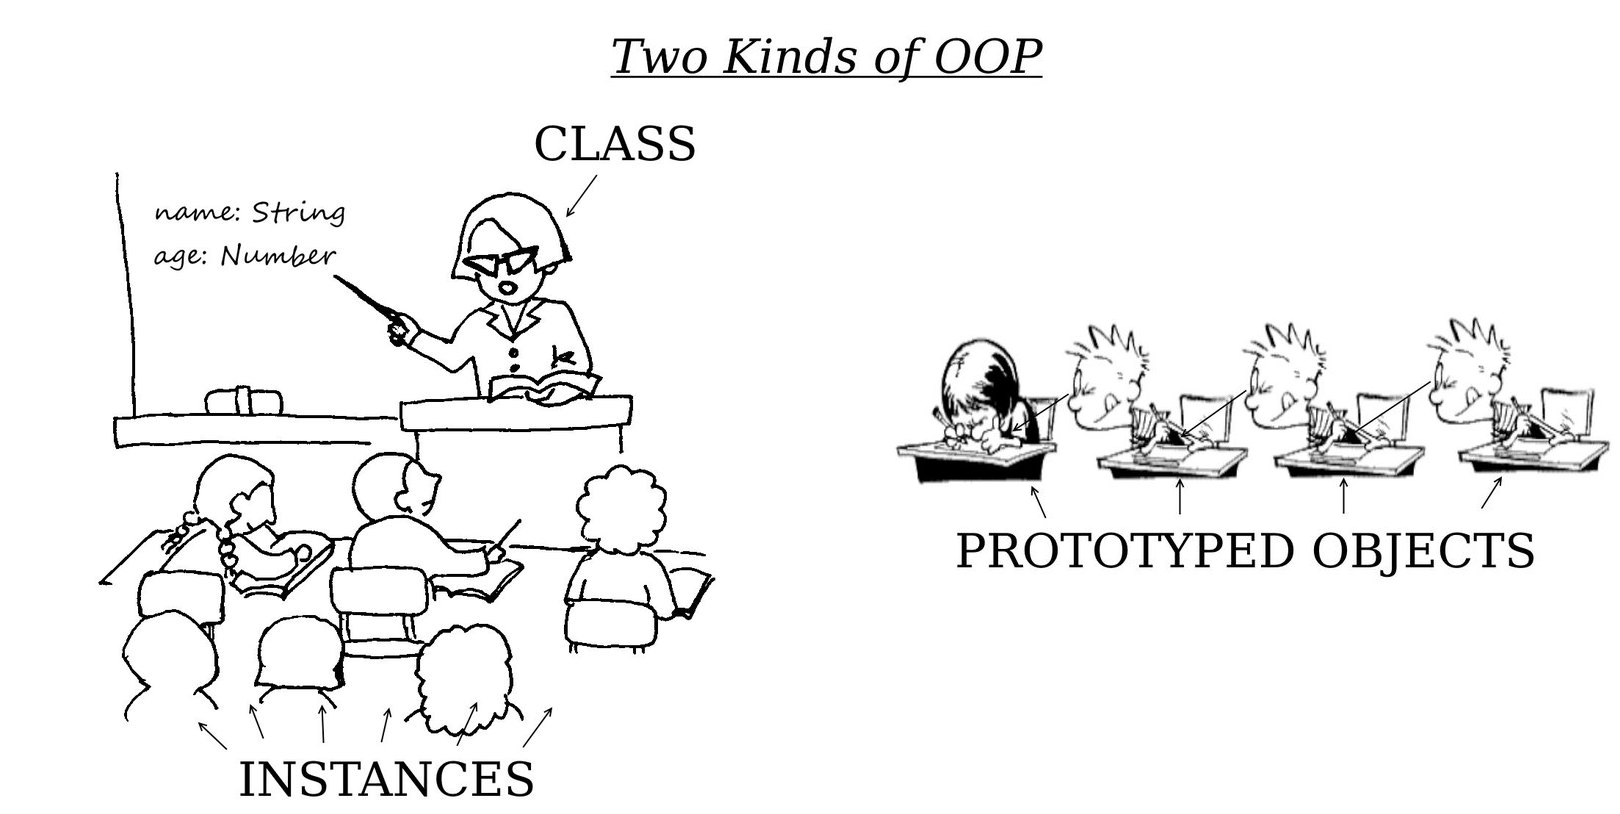 Two Kinds of OOP
CLASS
name: String
age: Number
PROTOTYPED OBJECTS
INSTANCES